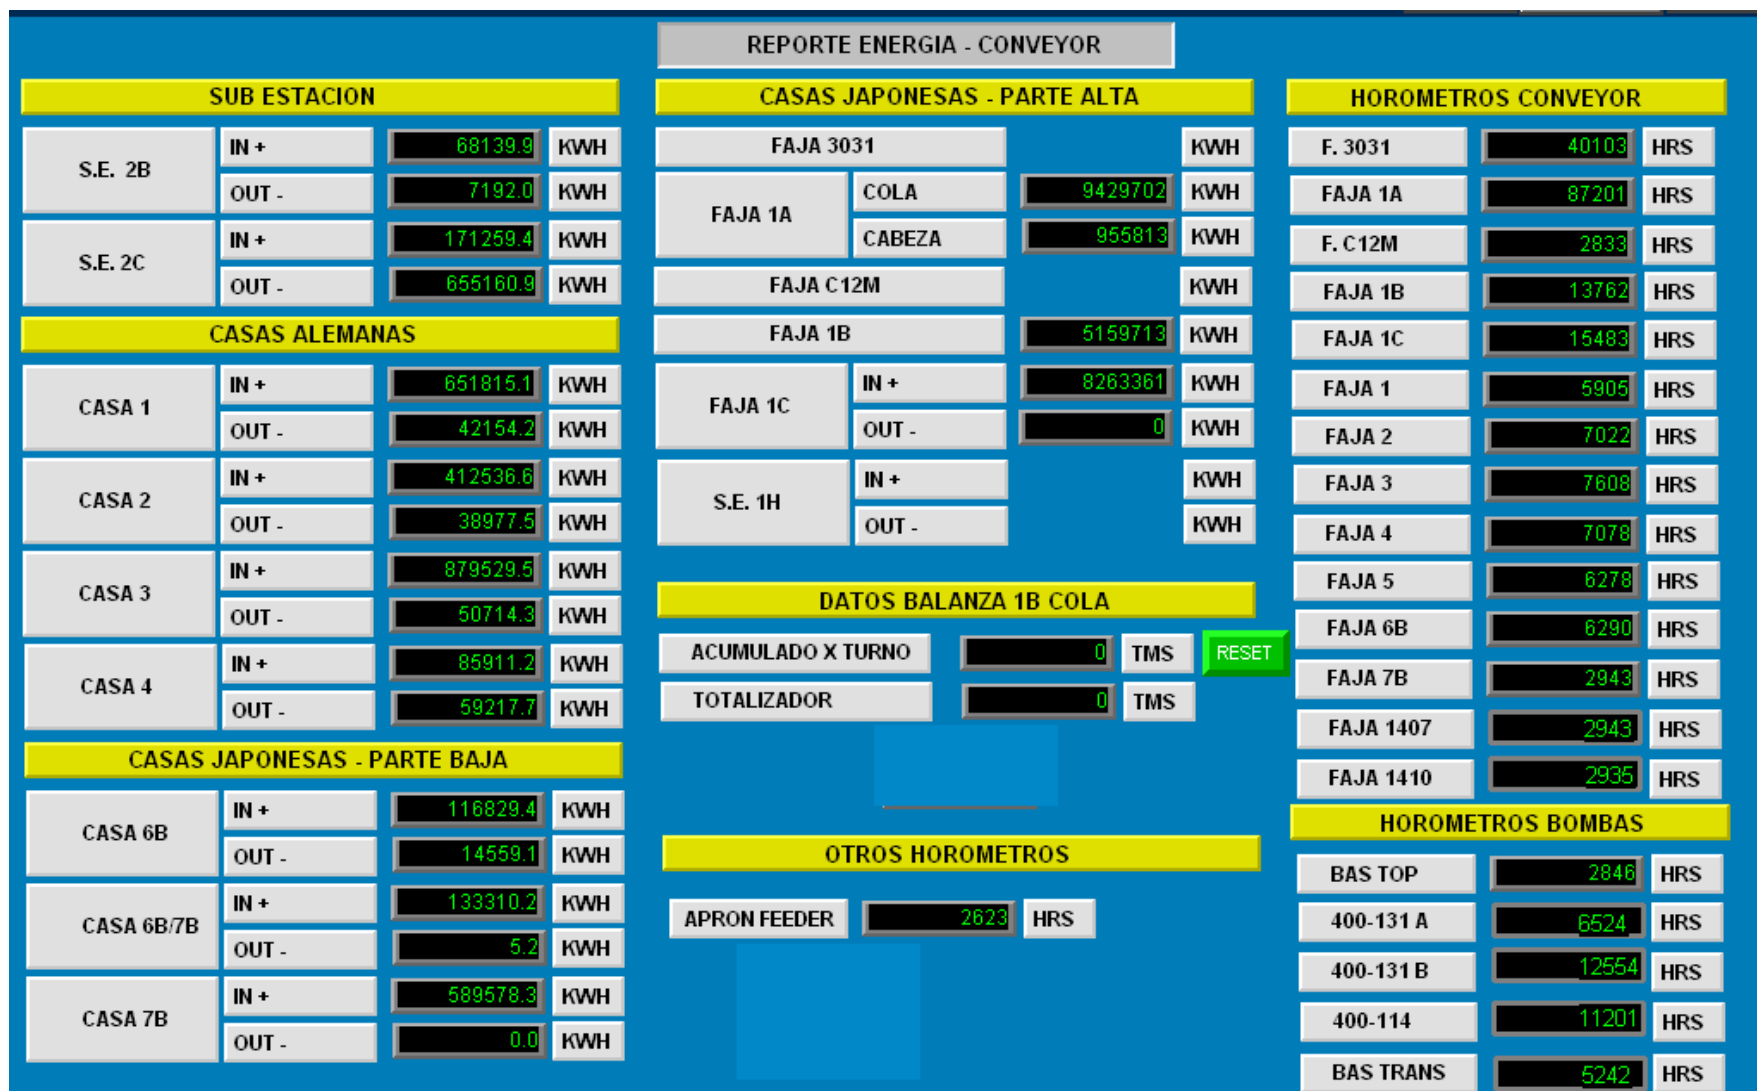 REPORTE ENERGIA - CONVEYOR
SUB ESTACION
S.E. 2B
IN + 68139.9 KWH
OUT - 7192.0 KWH
S.E. 2C
IN + 171259.4 KWH
OUT - 655160.9 KWH
CASAS ALEMANAS
CASA 1
IN + 651815.1 KWH
OUT - 42154.2 KWH
CASA 2
IN + 412536.6 KWH
OUT - 38977.5 KWH
CASA 3
IN + 879529.5 KWH
OUT - 50714.3 KWH
CASA 4
IN + 85911.2 KWH
OUT - 59217.7 KWH
CASAS JAPONESAS - PARTE BAJA
CASA 6B
IN + 116829.4 KWH
OUT - 14559.1 KWH
CASA 6B/7B
IN + 133310.2 KWH
OUT - 5.2 KWH
CASA 7B
IN + 589578.3 KWH
OUT - 0.0 KWH
CASAS JAPONESAS - PARTE ALTA
FAJA 3031 KWH
FAJA 1A
COLA 9429702 KWH
CABEZA 955813 KWH
FAJA C12M KWH
FAJA 1B 5159713 KWH
FAJA 1C
IN + 8263361 KWH
OUT - 0 KWH
S.E. 1H
IN + KWH
OUT - KWH
DATOS BALANZA 1B COLA
ACUMULADO X TURNO 0 TMS RESET
TOTALIZADOR 0 TMS
OTROS HOROMETROS
APRON FEEDER 2623 HRS
HOROMETROS CONVEYOR
F. 3031 40103 HRS
FAJA 1A 87201 HRS
F. C12M 2833 HRS
FAJA 1B 13762 HRS
FAJA 1C 15483 HRS
FAJA 1 5905 HRS
FAJA 2 7022 HRS
FAJA 3 7608 HRS
FAJA 4 7078 HRS
FAJA 5 6278 HRS
FAJA 6B 6290 HRS
FAJA 7B 2943 HRS
FAJA 1407 2943 HRS
FAJA 1410 2935 HRS
HOROMETROS BOMBAS
BAS TOP 2846 HRS
400-131 A 6524 HRS
400-131 B 12554 HRS
400-114 11201 HRS
BAS TRANS 5242 HRS